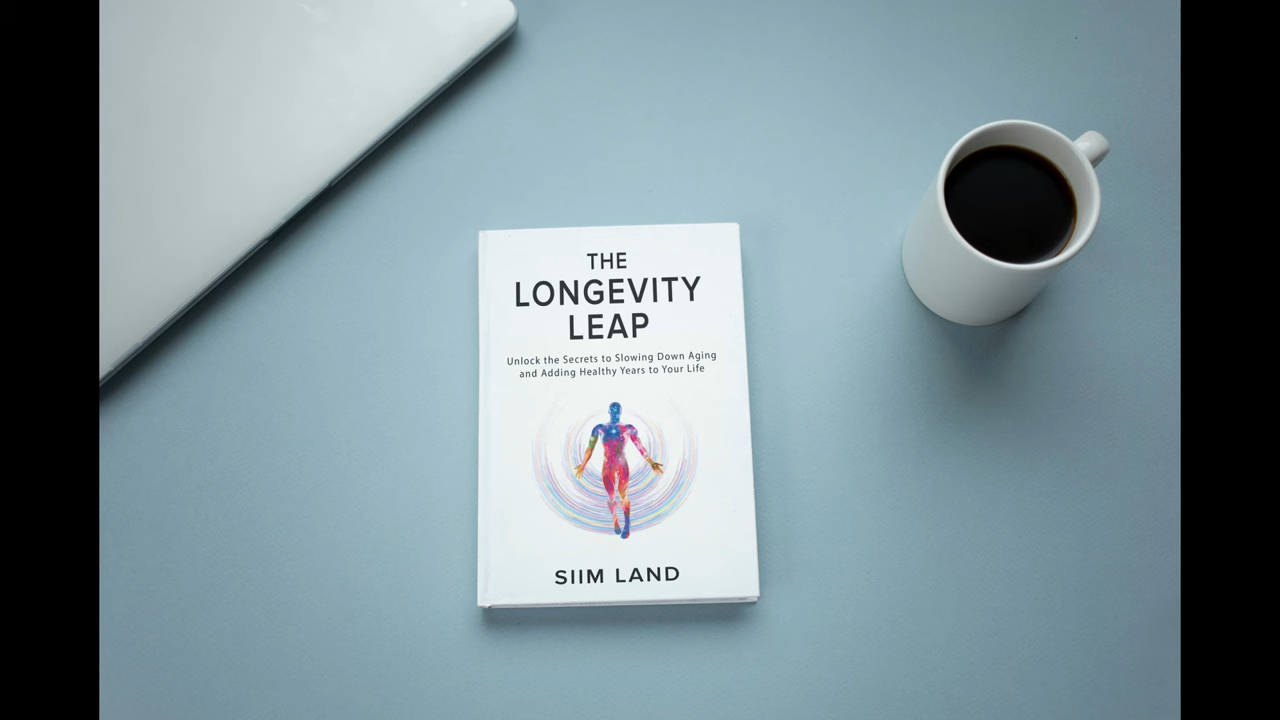 THE
LONGEVITY
LEAP
Unlock the Secrets to Slowing Down Aging
and Adding Healthy Years to Your Life
SIIM LAND